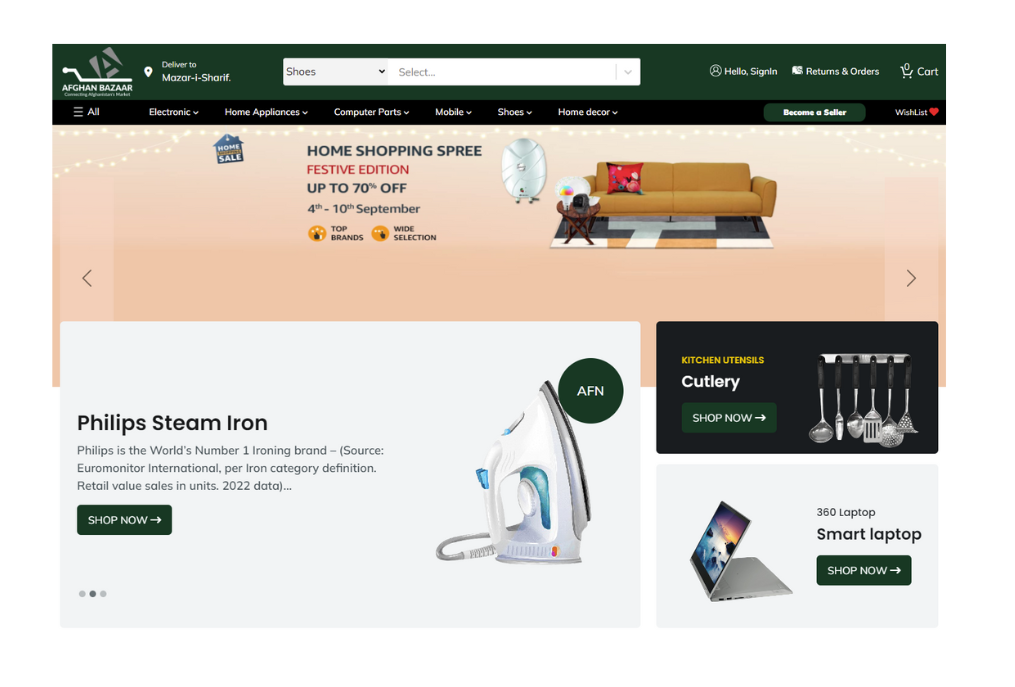 AFGHAN BAZAAR
Connecting Afghanistan's Market
Deliver to
Mazar-i-Sharif.
Shoes
Select...
Hello, SignIn
Returns & Orders
0
Cart
All
Electronic
Home Appliances
Computer Parts
Mobile
Shoes
Home decor
Become a Seller
WishList
HOME
SALE
HOME SHOPPING SPREE
FESTIVE EDITION
UP TO 70% OFF
4th - 10th September
TOP BRANDS
WIDE SELECTION
AFN
Philips Steam Iron
Philips is the World's Number 1 Ironing brand – (Source:
Euromonitor International, per Iron category definition.
Retail value sales in units. 2022 data)...
SHOP NOW →
KITCHEN UTENSILS
Cutlery
SHOP NOW →
360 Laptop
Smart laptop
SHOP NOW →